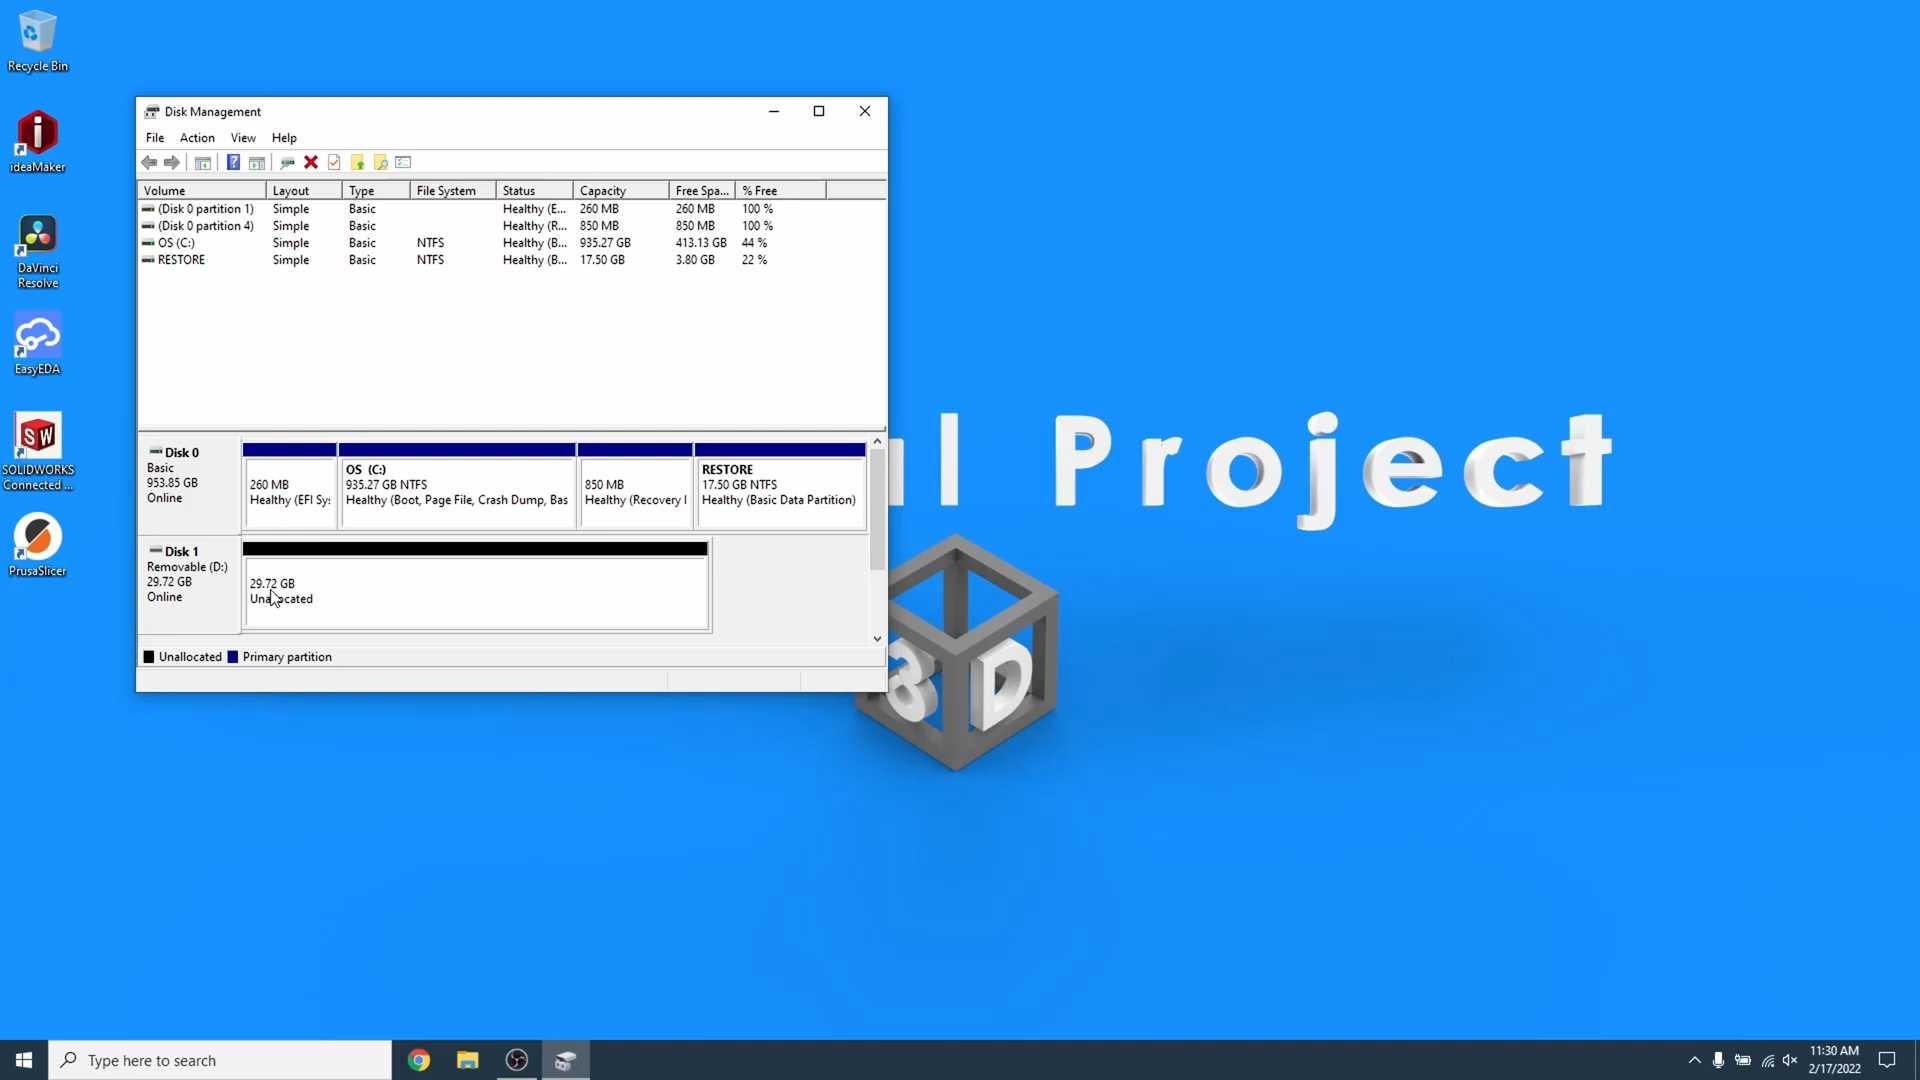 Recycle Bin
ideaMaker
DaVinci
Resolve
EasyEDA
SOLIDWORKS
Connected ...
PrusaSlicer
Disk Management
File Action View Help
Volume Layout Type File System Status Capacity Free Spa... % Free
(Disk 0 partition 1) Simple Basic Healthy (E... 260 MB 260 MB 100 %
(Disk 0 partition 4) Simple Basic Healthy (R... 850 MB 850 MB 100 %
OS (C:) Simple Basic NTFS Healthy (B... 935.27 GB 413.13 GB 44 %
RESTORE Simple Basic NTFS Healthy (B... 17.50 GB 3.80 GB 22 %
Disk 0
Basic
953.85 GB
Online
260 MB
Healthy (EFI Sy
OS (C:)
935.27 GB NTFS
Healthy (Boot, Page File, Crash Dump, Bas
850 MB
Healthy (Recovery
RESTORE
17.50 GB NTFS
Healthy (Basic Data Partition)
Disk 1
Removable (D:)
29.72 GB
Online
29.72 GB
Unallocated
Unallocated Primary partition
al Project
3D
Type here to search
11:30 AM
2/17/2022